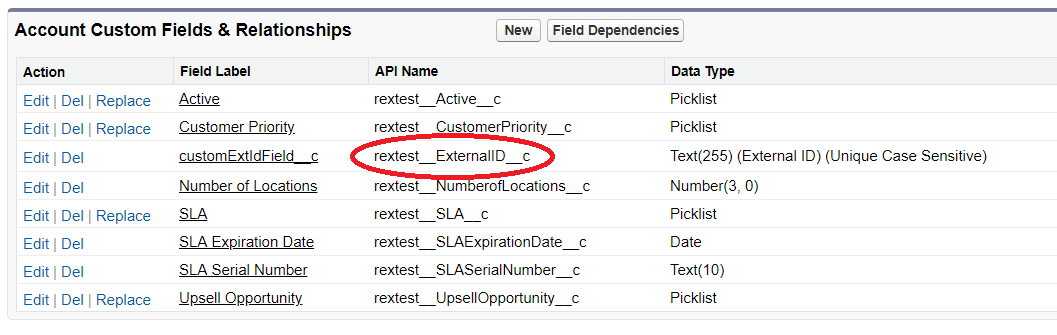 Account Custom Fields & Relationships New Field Dependencies
Action Field Label API Name Data Type
Edit | Del | Replace Active rextest__Active__c Picklist
Edit | Del | Replace Customer Priority rextest__CustomerPriority__c Picklist
Edit | Del customExtIdField__c rextest__ExternalID__c Text(255) (External ID) (Unique Case Sensitive)
Edit | Del Number of Locations rextest__NumberofLocations__c Number(3, 0)
Edit | Del | Replace SLA rextest__SLA__c Picklist
Edit | Del SLA Expiration Date rextest__SLAExpirationDate__c Date
Edit | Del SLA Serial Number rextest__SLASerialNumber__c Text(10)
Edit | Del | Replace Upsell Opportunity rextest__UpsellOpportunity__c Picklist